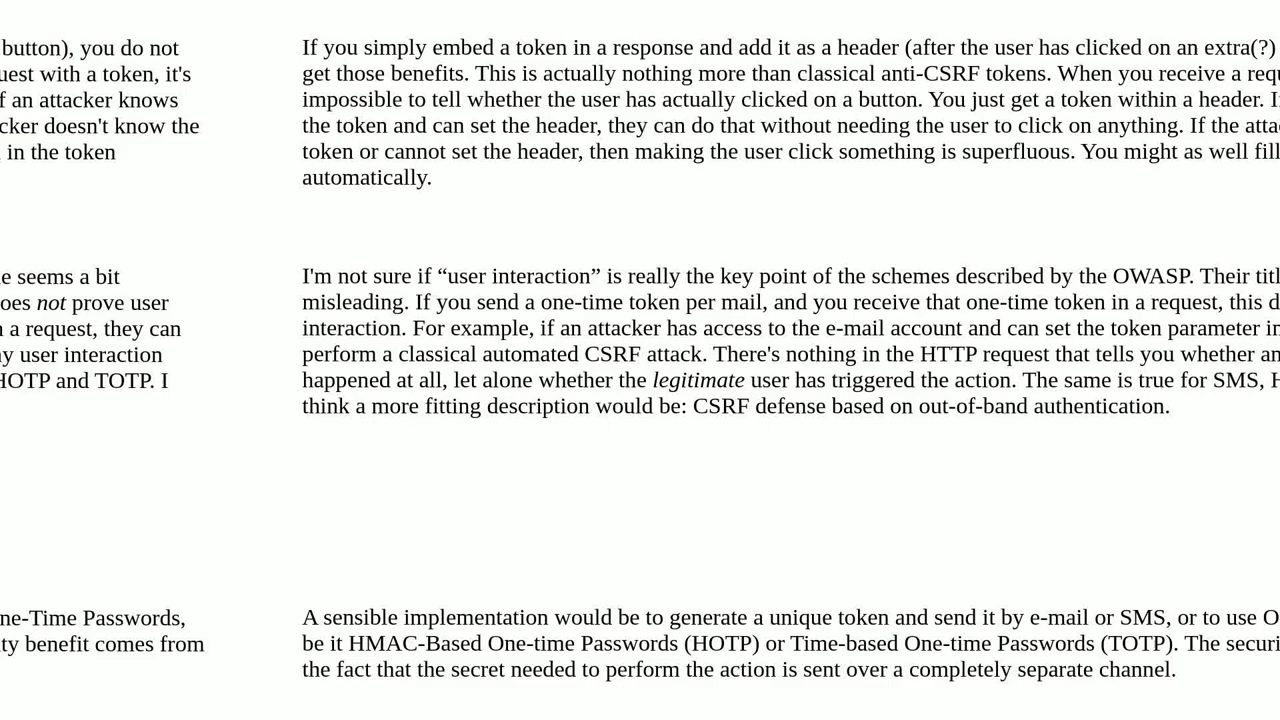 button), you do not
uest with a token, it's
f an attacker knows
cker doesn't know the
in the token
e seems a bit
oes not prove user
a request, they can
y user interaction
HOTP and TOTP. I
ne-Time Passwords,
ty benefit comes from
If you simply embed a token in a response and add it as a header (after the user has clicked on an extra(?)
get those benefits. This is actually nothing more than classical anti-CSRF tokens. When you receive a requ
impossible to tell whether the user has actually clicked on a button. You just get a token within a header. I
the token and can set the header, they can do that without needing the user to click on anything. If the atta
token or cannot set the header, then making the user click something is superfluous. You might as well fill
automatically.
I'm not sure if “user interaction” is really the key point of the schemes described by the OWASP. Their titl
misleading. If you send a one-time token per mail, and you receive that one-time token in a request, this d
interaction. For example, if an attacker has access to the e-mail account and can set the token parameter in
perform a classical automated CSRF attack. There's nothing in the HTTP request that tells you whether an
happened at all, let alone whether the legitimate user has triggered the action. The same is true for SMS, H
think a more fitting description would be: CSRF defense based on out-of-band authentication.
A sensible implementation would be to generate a unique token and send it by e-mail or SMS, or to use O
be it HMAC-Based One-time Passwords (HOTP) or Time-based One-time Passwords (TOTP). The securi
the fact that the secret needed to perform the action is sent over a completely separate channel.